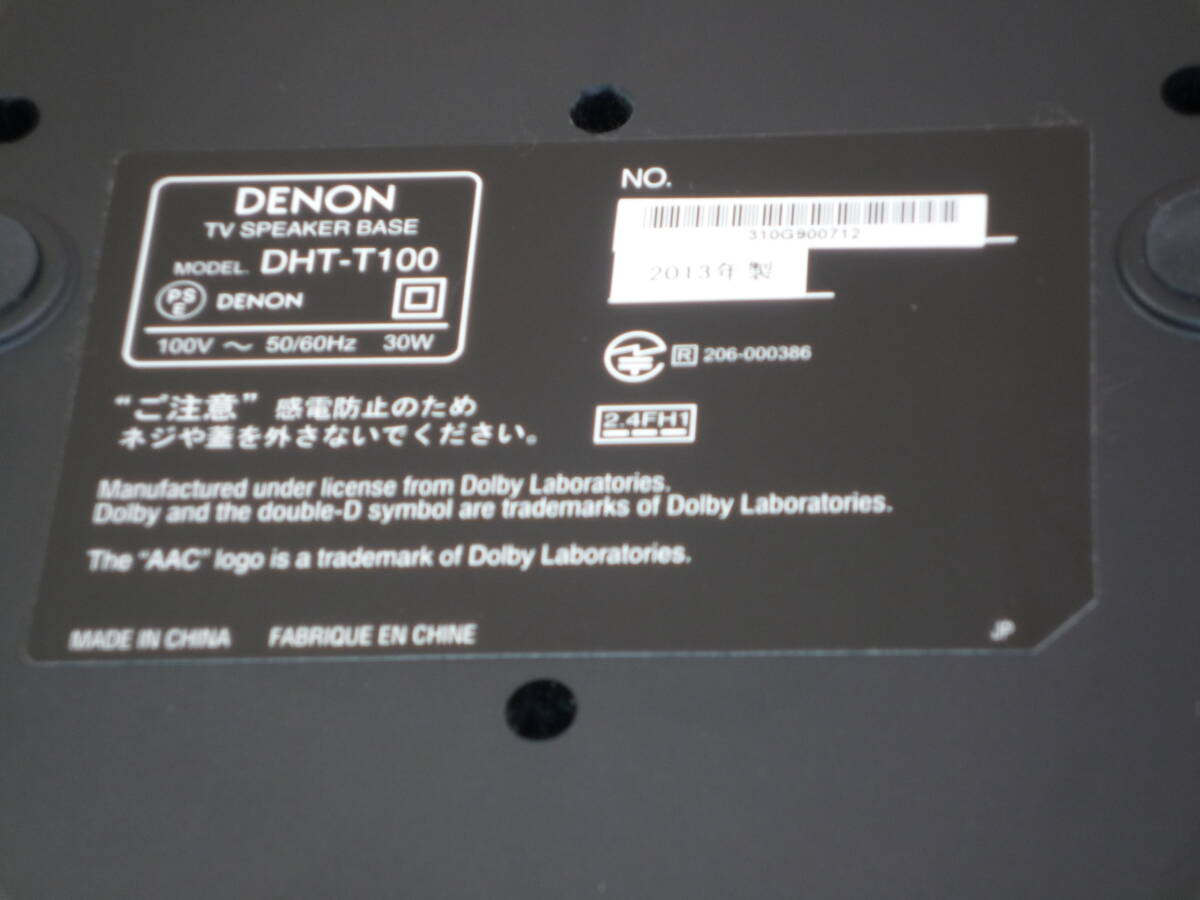 DENON
TV SPEAKER BASE
MODEL. DHT-T100
PS E DENON
100V ～ 50/60Hz 30W
NO.
310G900712
2013年 製
R 206-000386
2.4FH1
“ご注意” 感電防止のため
ネジや蓋を外さないでください。
Manufactured under license from Dolby Laboratories.
Dolby and the double-D symbol are trademarks of Dolby Laboratories.
The “AAC” logo is a trademark of Dolby Laboratories.
MADE IN CHINA FABRIQUE EN CHINE
JP